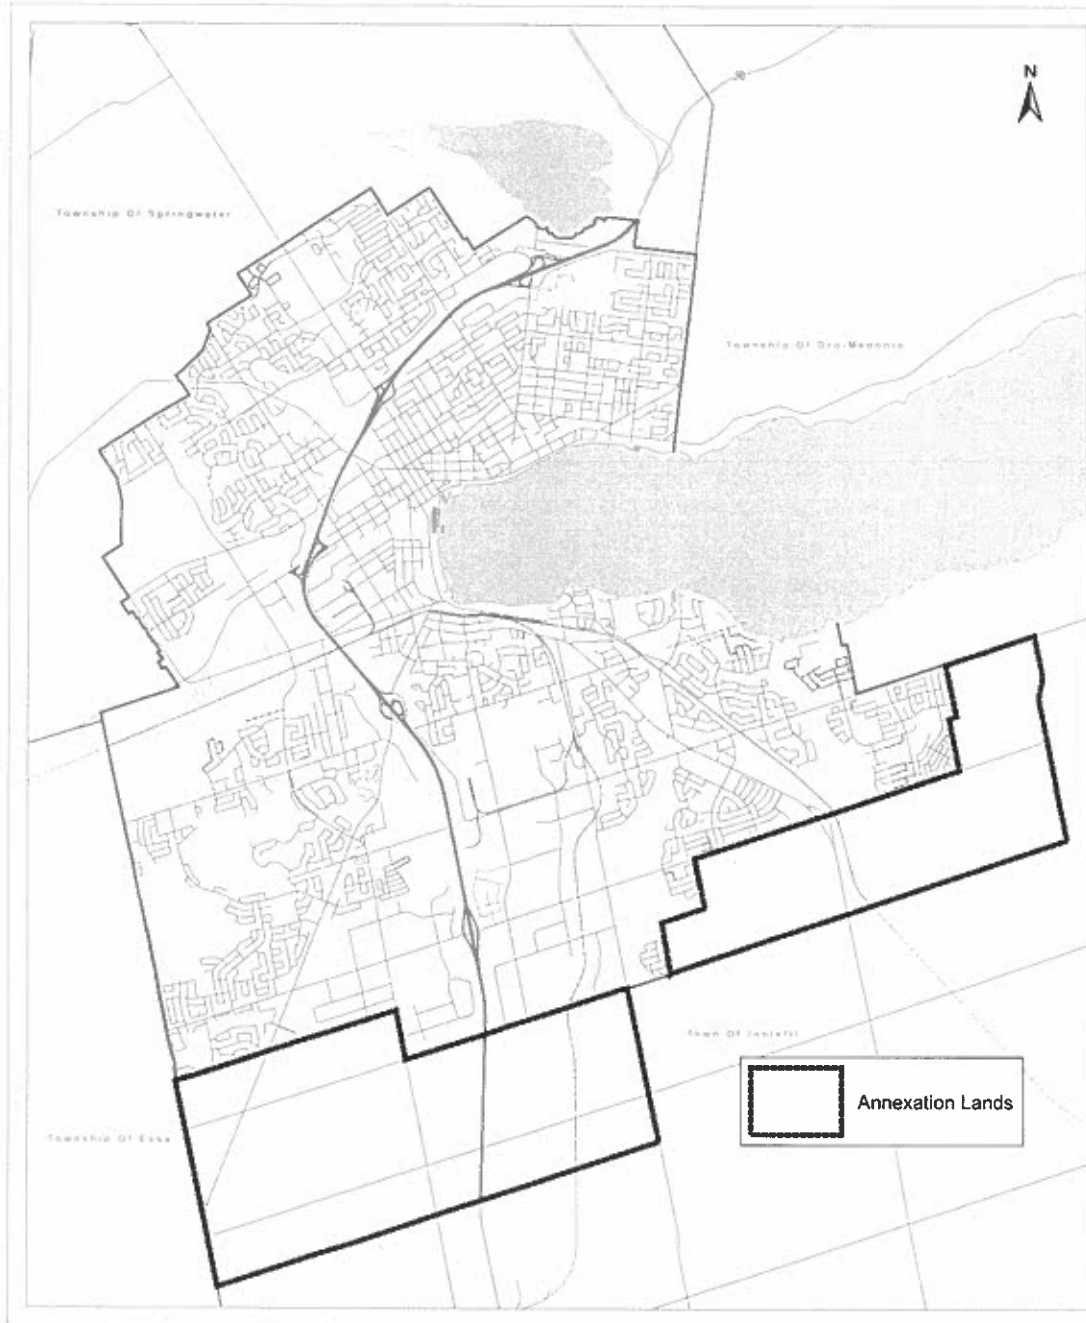 N
Township Of Springwater
Township Of Oro-Medonte
Town Of Innisfil
Annexation Lands
Township Of Essa